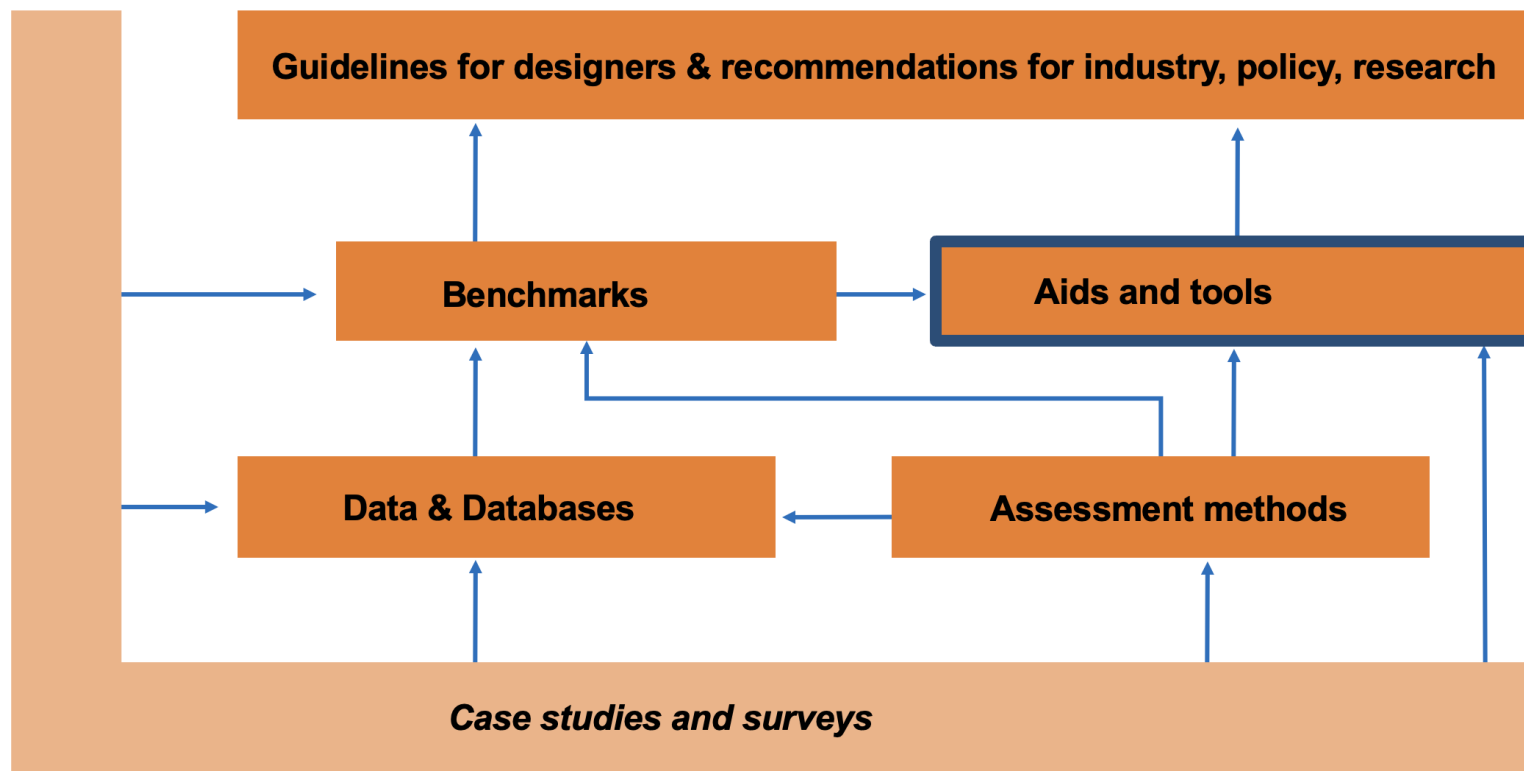 Guidelines for designers & recommendations for industry, policy, research
Benchmarks
Aids and tools
Data & Databases
Assessment methods
Case studies and surveys